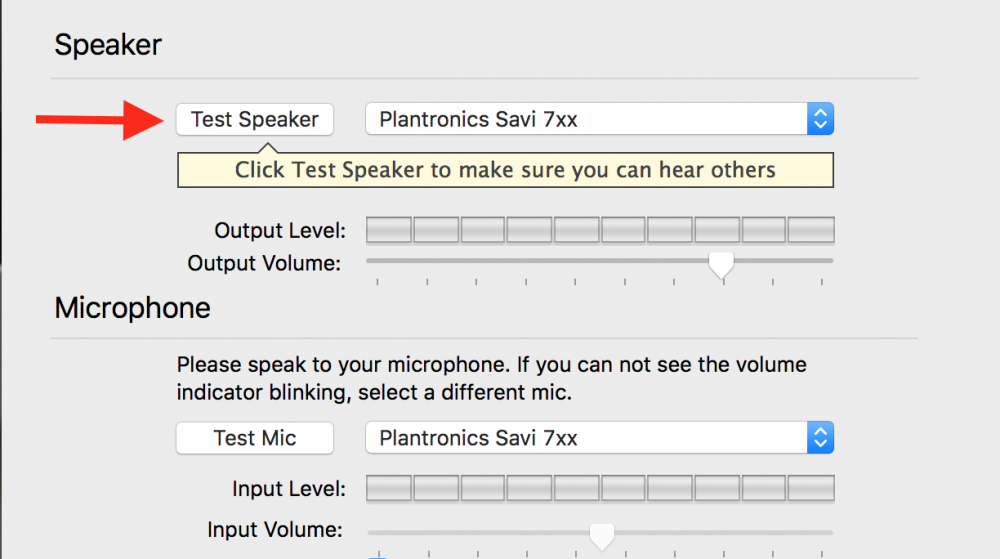 Speaker
Test Speaker Plantronics Savi 7xx
Click Test Speaker to make sure you can hear others
Output Level:
Output Volume:
Microphone
Please speak to your microphone. If you can not see the volume
indicator blinking, select a different mic.
Test Mic Plantronics Savi 7xx
Input Level:
Input Volume: